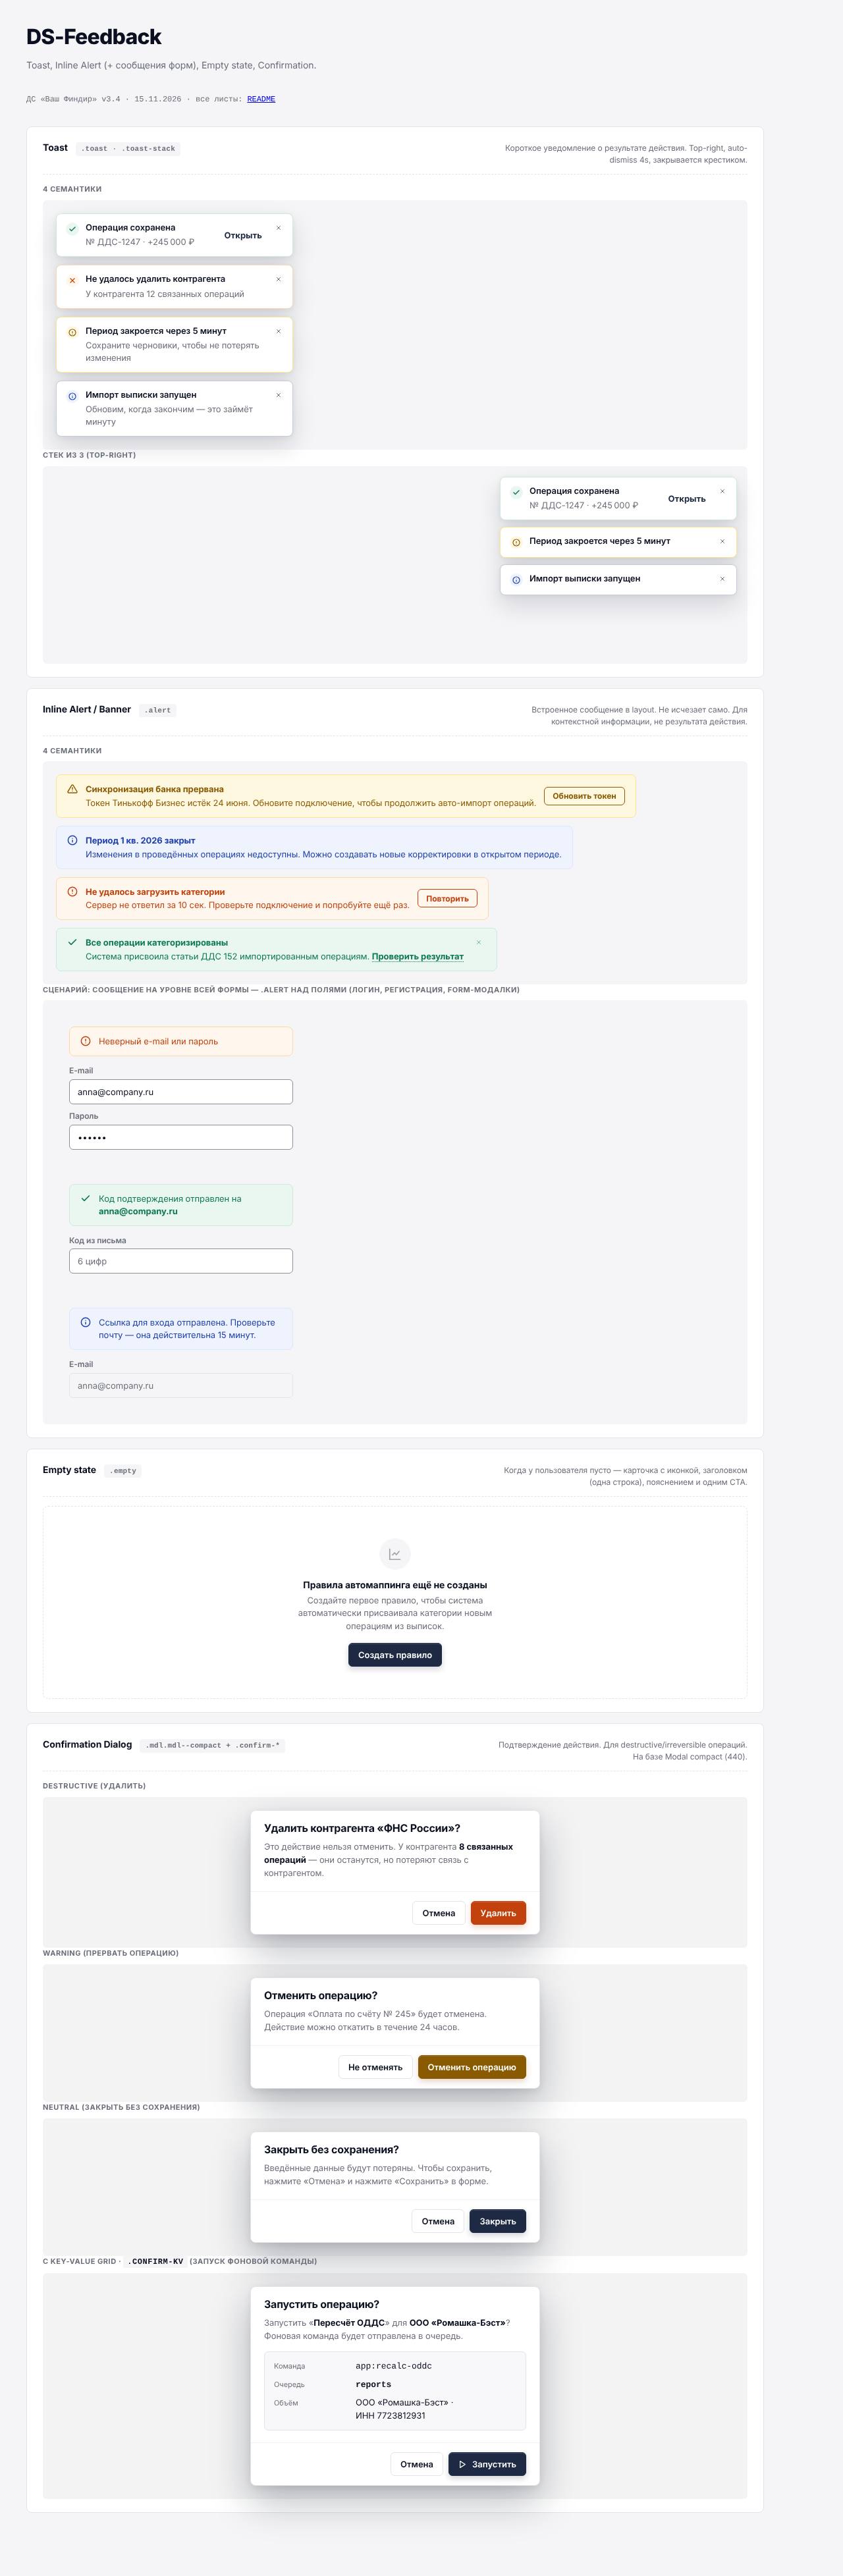 DS-Feedback
Toast, Inline Alert (+ сообщения форм), Empty state, Confirmation.
ДС «Ваш Финдир» v3.4 · 15.11.2026 · все листы: README
Toast .toast · .toast-stack
Короткое уведомление о результате действия. Top-right, auto-
dismiss 4s, закрывается крестиком.
4 СЕМАНТИКИ
Операция сохранена
№ ДДС-1247 · +245 000 ₽
Открыть
Не удалось удалить контрагента
У контрагента 12 связанных операций
Период закроется через 5 минут
Сохраните черновики, чтобы не потерять
изменения
Импорт выписки запущен
Обновим, когда закончим — это займёт
минуту
СТЕК ИЗ 3 (TOP-RIGHT)
Операция сохранена
№ ДДС-1247 · +245 000 ₽
Открыть
Период закроется через 5 минут
Импорт выписки запущен
Inline Alert / Banner .alert
Встроенное сообщение в layout. Не исчезает само. Для
контекстной информации, не результата действия.
4 СЕМАНТИКИ
Синхронизация банка прервана
Токен Тинькофф Бизнес истёк 24 июня. Обновите подключение, чтобы продолжить авто-импорт операций.
Обновить токен
Период 1 кв. 2026 закрыт
Изменения в проведённых операциях недоступны. Можно создавать новые корректировки в открытом периоде.
Не удалось загрузить категории
Сервер не ответил за 10 сек. Проверьте подключение и попробуйте ещё раз.
Повторить
Все операции категоризированы
Система присвоила статьи ДДС 152 импортированным операциям. Проверить результат
СЦЕНАРИЙ: СООБЩЕНИЕ НА УРОВНЕ ВСЕЙ ФОРМЫ — .ALERT НАД ПОЛЯМИ (ЛОГИН, РЕГИСТРАЦИЯ, FORM-МОДАЛКИ)
Неверный e-mail или пароль
E-mail
anna@company.ru
Пароль
••••••
Код подтверждения отправлен на
anna@company.ru
Код из письма
6 цифр
Ссылка для входа отправлена. Проверьте
почту — она действительна 15 минут.
E-mail
anna@company.ru
Empty state .empty
Когда у пользователя пусто — карточка с иконкой, заголовком
(одна строка), пояснением и одним CTA.
Правила автомаппинга ещё не созданы
Создайте первое правило, чтобы система
автоматически присваивала категории новым
операциям из выписок.
Создать правило
Confirmation Dialog .mdl.mdl--compact + .confirm-*
Подтверждение действия. Для destructive/irreversible операций.
На базе Modal compact (440).
DESTRUCTIVE (УДАЛИТЬ)
Удалить контрагента «ФНС России»?
Это действие нельзя отменить. У контрагента 8 связанных
операций — они останутся, но потеряют связь с
контрагентом.
Отмена Удалить
WARNING (ПРЕРВАТЬ ОПЕРАЦИЮ)
Отменить операцию?
Операция «Оплата по счёту № 245» будет отменена.
Действие можно откатить в течение 24 часов.
Не отменять Отменить операцию
NEUTRAL (ЗАКРЫТЬ БЕЗ СОХРАНЕНИЯ)
Закрыть без сохранения?
Введённые данные будут потеряны. Чтобы сохранить,
нажмите «Отмена» и нажмите «Сохранить» в форме.
Отмена Закрыть
С KEY-VALUE GRID · .CONFIRM-KV (ЗАПУСК ФОНОВОЙ КОМАНДЫ)
Запустить операцию?
Запустить «Пересчёт ОДДС» для ООО «Ромашка-Бэст»?
Фоновая команда будет отправлена в очередь.
Команда app:recalc-oddc
Очередь reports
Объём ООО «Ромашка-Бэст» ·
ИНН 7723812931
Отмена Запустить